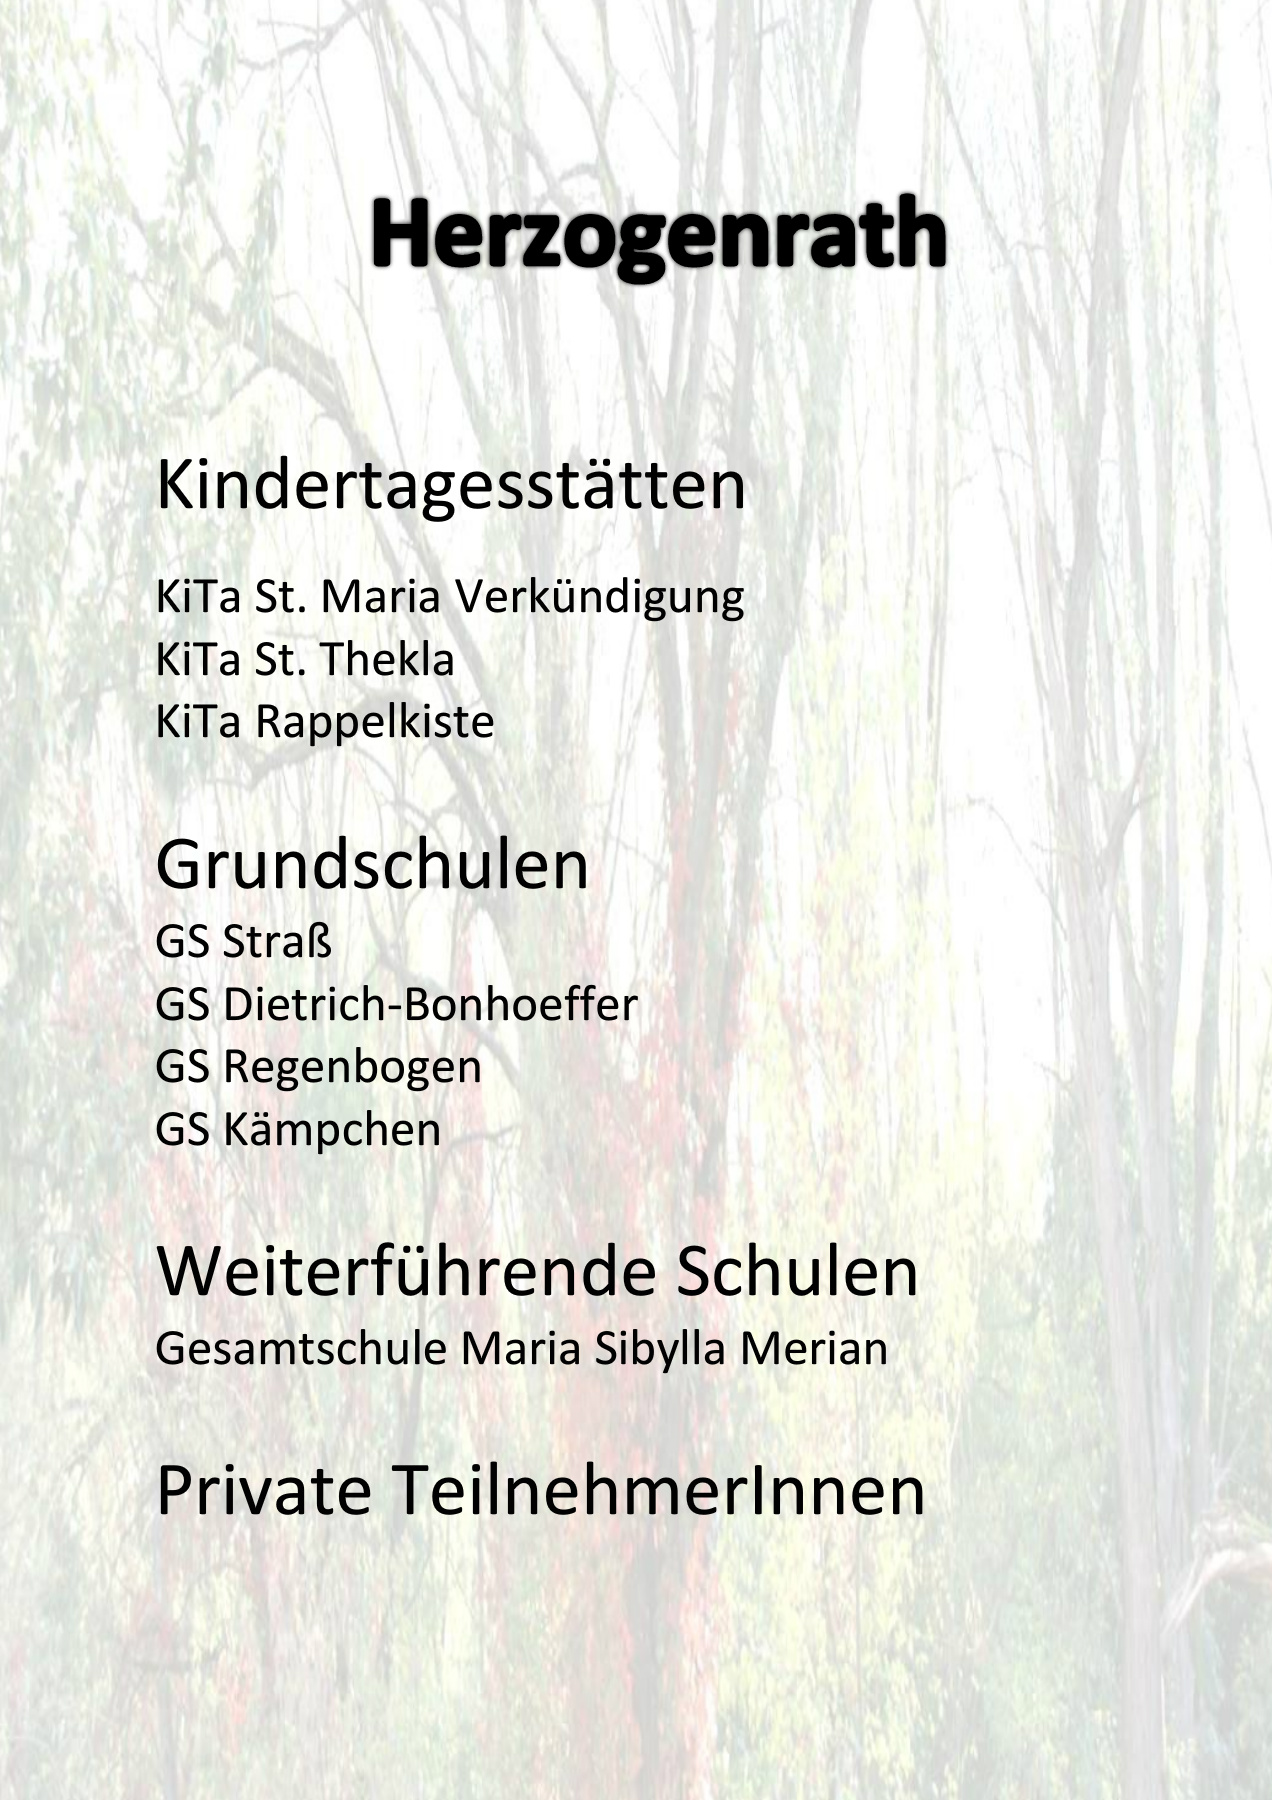 Herzogenrath
Kindertagesstätten
KiTa St. Maria Verkündigung
KiTa St. Thekla
KiTa Rappelkiste
Grundschulen
GS Straß
GS Dietrich-Bonhoeffer
GS Regenbogen
GS Kämpchen
Weiterführende Schulen
Gesamtschule Maria Sibylla Merian
Private TeilnehmerInnen